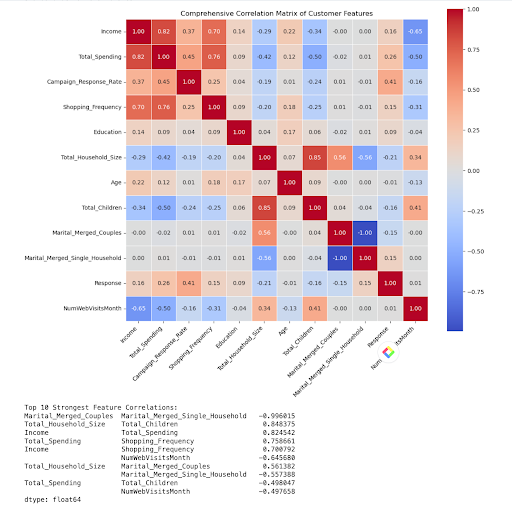 Comprehensive Correlation Matrix of Customer Features
Income 1.00 0.82 0.37 0.70 0.14 -0.29 0.22 -0.34 -0.00 0.00 0.16 -0.65
Total_Spending 0.82 1.00 0.45 0.76 0.09 -0.42 0.12 -0.50 -0.02 0.01 0.26 -0.50
Campaign_Response_Rate 0.37 0.45 1.00 0.25 0.04 -0.19 0.01 -0.24 0.01 -0.01 0.41 -0.16
Shopping_Frequency 0.70 0.76 0.25 1.00 0.09 -0.20 0.18 -0.25 0.01 -0.01 0.15 -0.31
Education 0.14 0.09 0.04 0.09 1.00 0.04 0.17 0.06 -0.02 0.01 0.09 -0.04
Total_Household_Size -0.29 -0.42 -0.19 -0.20 0.04 1.00 0.07 0.85 0.56 -0.56 -0.21 0.34
Age 0.22 0.12 0.01 0.18 0.17 0.07 1.00 0.09 -0.00 -0.00 -0.01 -0.13
Total_Children -0.34 -0.50 -0.24 -0.25 0.06 0.85 0.09 1.00 0.04 -0.04 -0.16 0.41
Marital_Merged_Couples -0.00 -0.02 0.01 0.01 -0.02 0.56 -0.00 0.04 1.00 -1.00 -0.15 -0.00
Marital_Merged_Single_Household 0.00 0.01 -0.01 -0.01 0.01 -0.56 -0.00 -0.04 -1.00 1.00 0.15 0.00
Response 0.16 0.26 0.41 0.15 0.09 -0.21 -0.01 -0.16 -0.15 0.15 1.00 0.01
NumWebVisitsMonth -0.65 -0.50 -0.16 -0.31 -0.04 0.34 -0.13 0.41 -0.00 0.00 0.01 1.00
Income
Total_Spending
Campaign_Response_Rate
Shopping_Frequency
Education
Total_Household_Size
Age
Total_Children
Marital_Merged_Couples
Marital_Merged_Single_Household
Response
Num itsMonth
1.00
0.75
0.50
0.25
0.00
-0.25
-0.50
-0.75
Top 10 Strongest Feature Correlations:
Marital_Merged_Couples Marital_Merged_Single_Household -0.996015
Total_Household_Size Total_Children 0.848375
Income Total_Spending 0.824542
Total_Spending Shopping_Frequency 0.758661
Income Shopping_Frequency 0.700792
NumWebVisitsMonth -0.645680
Total_Household_Size Marital_Merged_Couples 0.561382
Marital_Merged_Single_Household -0.557388
Total_Spending Total_Children -0.498047
NumWebVisitsMonth -0.497658
dtype: float64